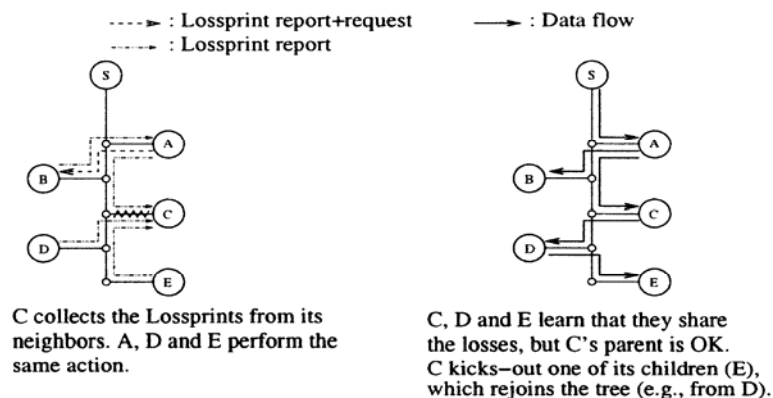 : Lossprint report+request
: Data flow
: Lossprint report
S
A
B
C
D
E
S
A
B
C
D
E
C collects the Lossprints from its
neighbors. A, D and E perform the
same action.
C, D and E learn that they share
the losses, but C's parent is OK.
C kicks-out one of its children (E),
which rejoins the tree (e.g., from D).